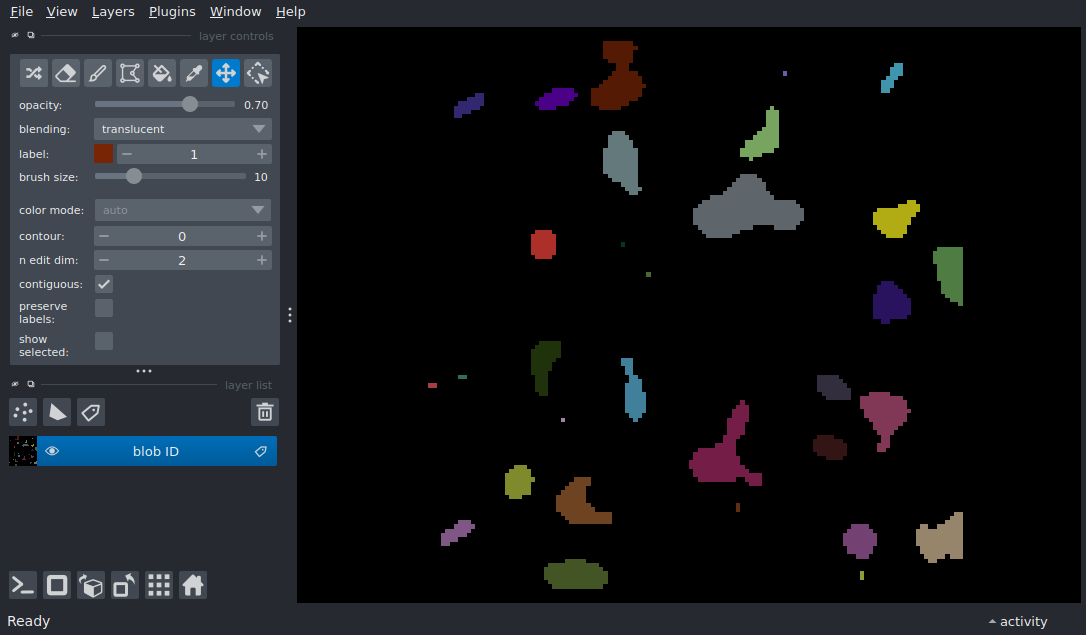 File View Layers Plugins Window Help
layer controls
opacity: 0.70
blending: translucent
label: 1
brush size: 10
color mode: auto
contour: 0
n edit dim: 2
contiguous:
preserve
labels:
show
selected:
layer list
blob ID
Ready
activity